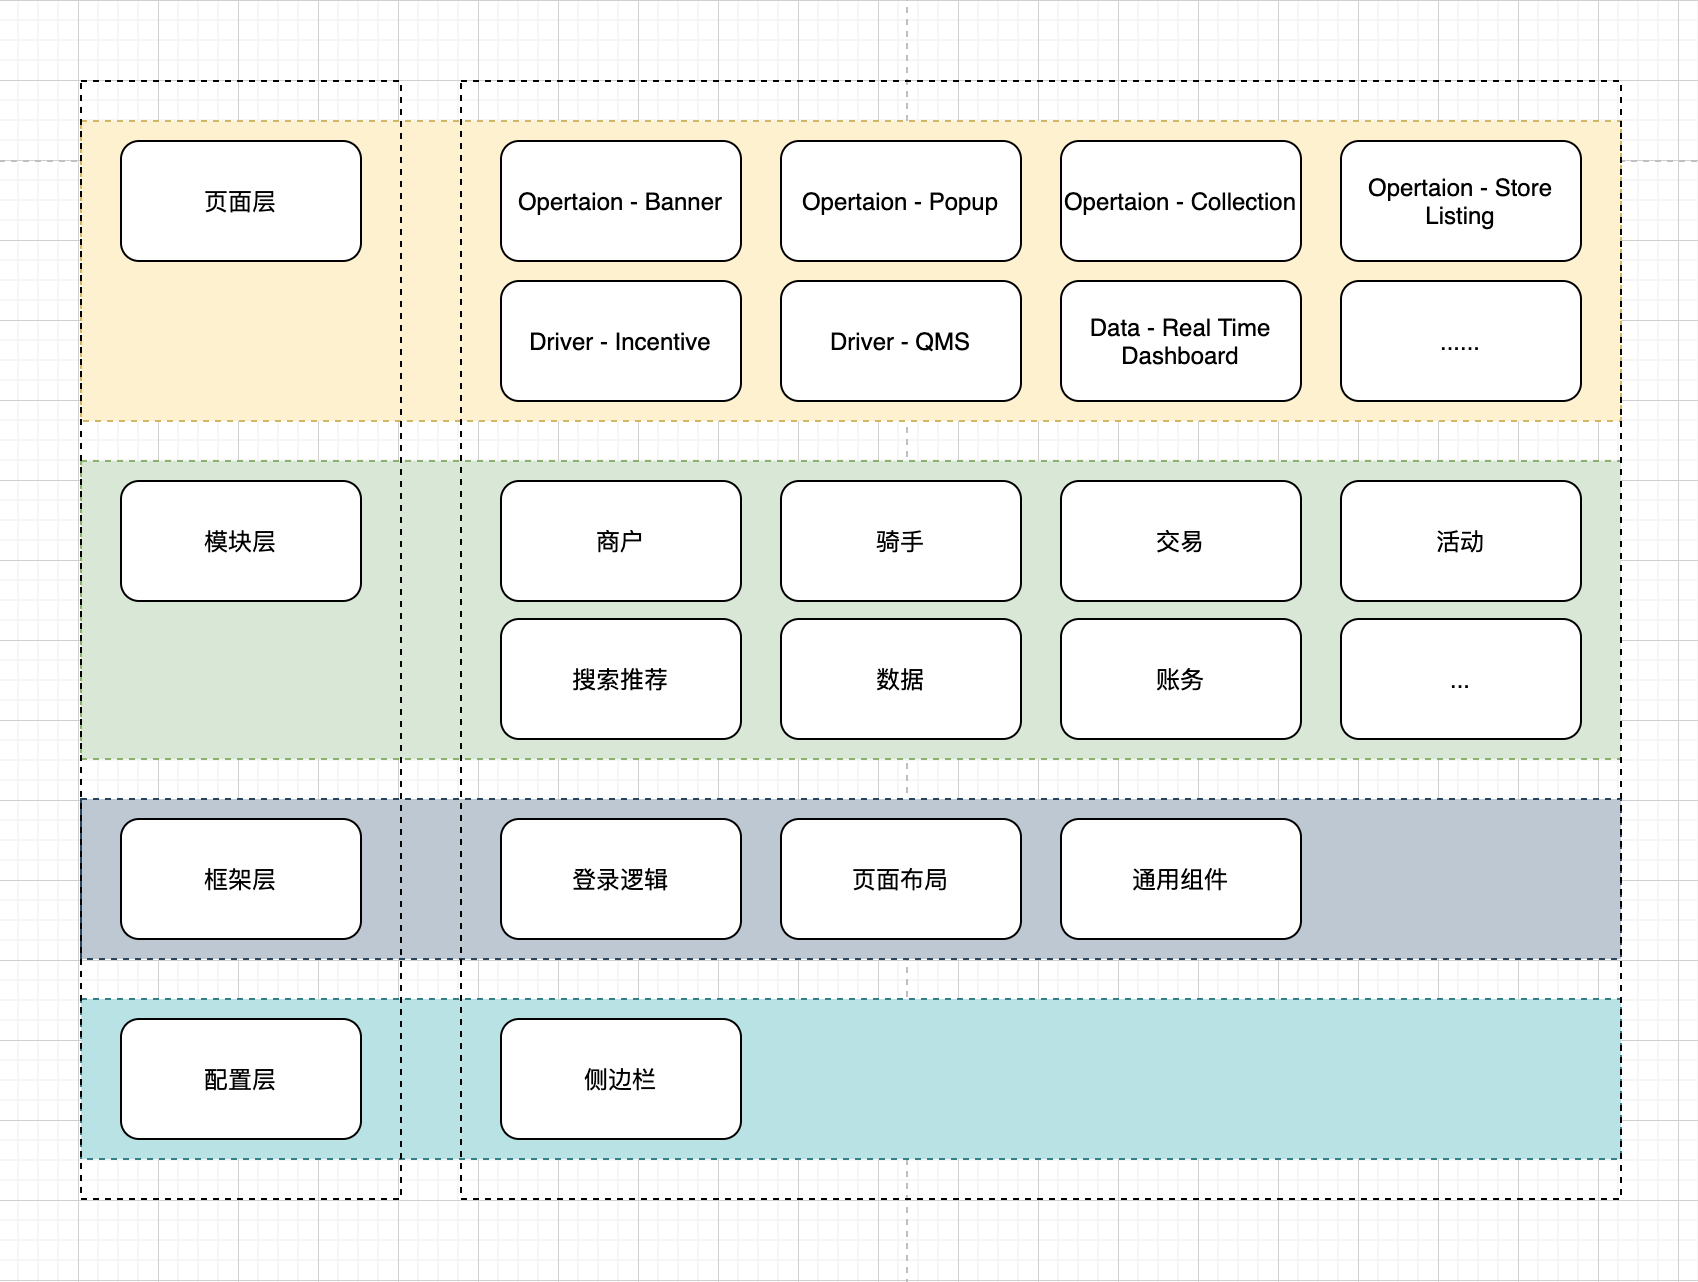 页面层
Opertaion - Banner
Opertaion - Popup
Opertaion - Collection
Opertaion - Store
Listing
Driver - Incentive
Driver - QMS
Data - Real Time
Dashboard
......
模块层
商户
骑手
交易
活动
搜索推荐
数据
账务
...
框架层
登录逻辑
页面布局
通用组件
配置层
侧边栏